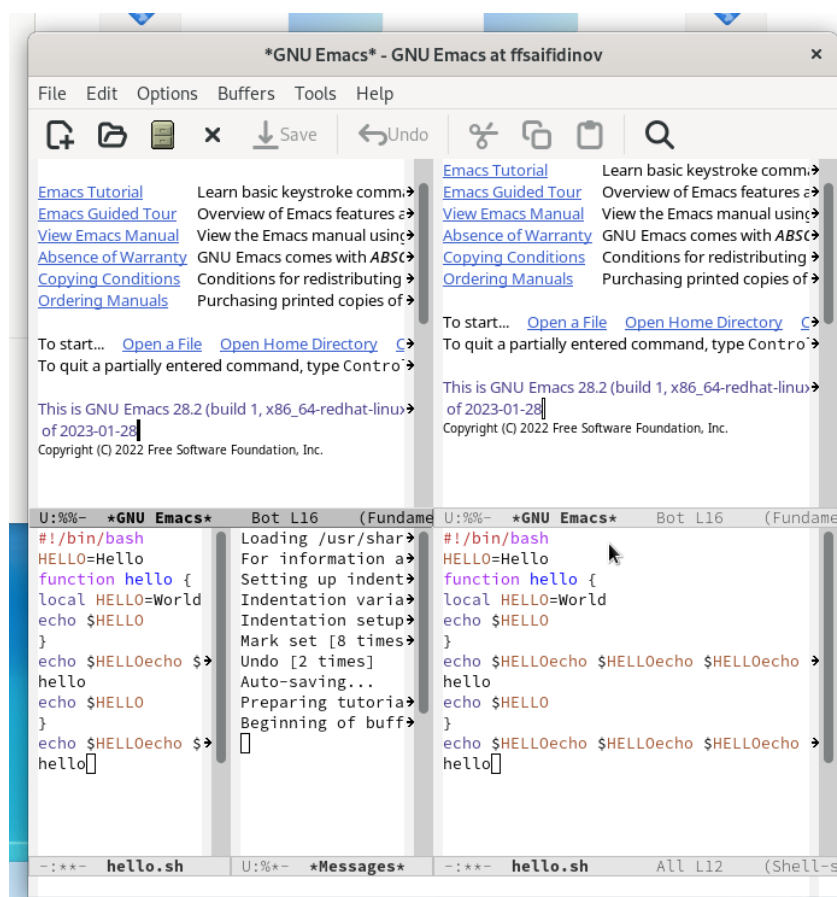 *GNU Emacs* - GNU Emacs at ffsaifidinov
File Edit Options Buffers Tools Help
Save Undo
Emacs Tutorial Learn basic keystroke comm
Emacs Guided Tour Overview of Emacs features a
View Emacs Manual View the Emacs manual using
Absence of Warranty GNU Emacs comes with ABSO
Copying Conditions Conditions for redistributing
Ordering Manuals Purchasing printed copies of
To start... Open a File Open Home Directory C
To quit a partially entered command, type Contro
This is GNU Emacs 28.2 (build 1, x86_64-redhat-linux
of 2023-01-28
Copyright (C) 2022 Free Software Foundation, Inc.
U:%%- *GNU Emacs* Bot L16 (Fundame
Emacs Tutorial Learn basic keystroke comm
Emacs Guided Tour Overview of Emacs features a
View Emacs Manual View the Emacs manual using
Absence of Warranty GNU Emacs comes with ABSO
Copying Conditions Conditions for redistributing
Ordering Manuals Purchasing printed copies of
To start... Open a File Open Home Directory C
To quit a partially entered command, type Contro
This is GNU Emacs 28.2 (build 1, x86_64-redhat-linux
of 2023-01-28
Copyright (C) 2022 Free Software Foundation, Inc.
U:%%- *GNU Emacs* Bot L16 (Fundame
#!/bin/bash
HELLO=Hello
function hello {
local HELLO=World
echo $HELLO
}
echo $HELLOecho $
hello
echo $HELLO
}
echo $HELLOecho $
hello
-:**- hello.sh
Loading /usr/shar
For information a
Setting up indent
Indentation varia
Indentation setup
Mark set [8 times
Undo [2 times]
Auto-saving...
Preparing tutoria
Beginning of buff
U:%*- *Messages*
#!/bin/bash
HELLO=Hello
function hello {
local HELLO=World
echo $HELLO
}
echo $HELLOecho $HELLOecho $HELLOecho
hello
echo $HELLO
}
echo $HELLOecho $HELLOecho $HELLOecho
hello
-:**- hello.sh All L12 (Shell-s